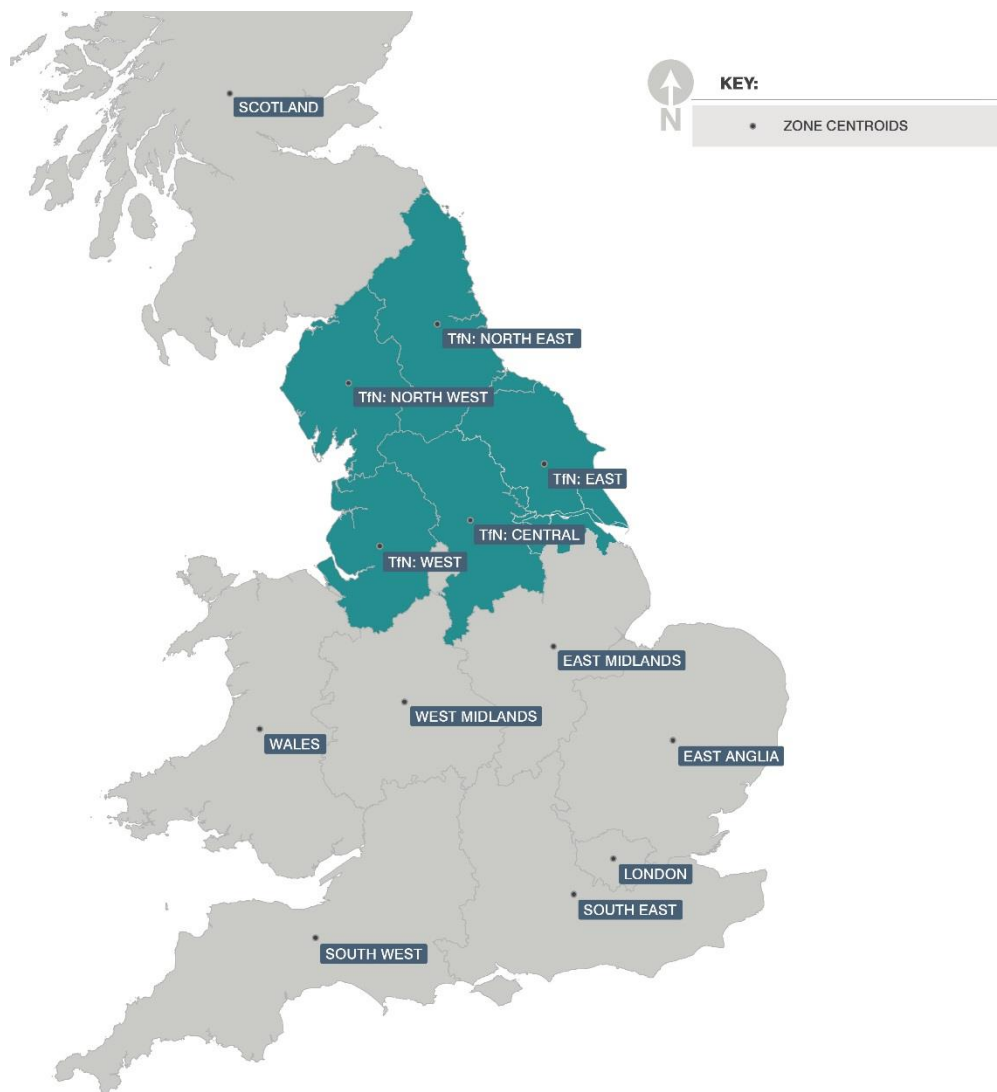 KEY:
N
ZONE CENTROIDS
SCOTLAND
TfN: NORTH EAST
TfN: NORTH WEST
TfN: EAST
TfN: CENTRAL
TfN: WEST
EAST MIDLANDS
WEST MIDLANDS
WALES
EAST ANGLIA
LONDON
SOUTH EAST
SOUTH WEST